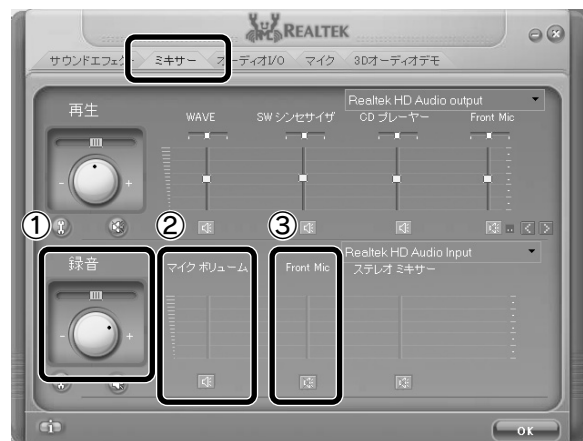 REALTEK
サウンドエフェクト ミキサー オーディオI/O マイク 3Dオーディオデモ
再生
Realtek HD Audio output
WAVE SW シンセサイザ CD プレーヤー Front Mic
- +
① ② ③
録音
Realtek HD Audio Input
マイク ボリューム Front Mic ステレオ ミキサー
- +
i
OK